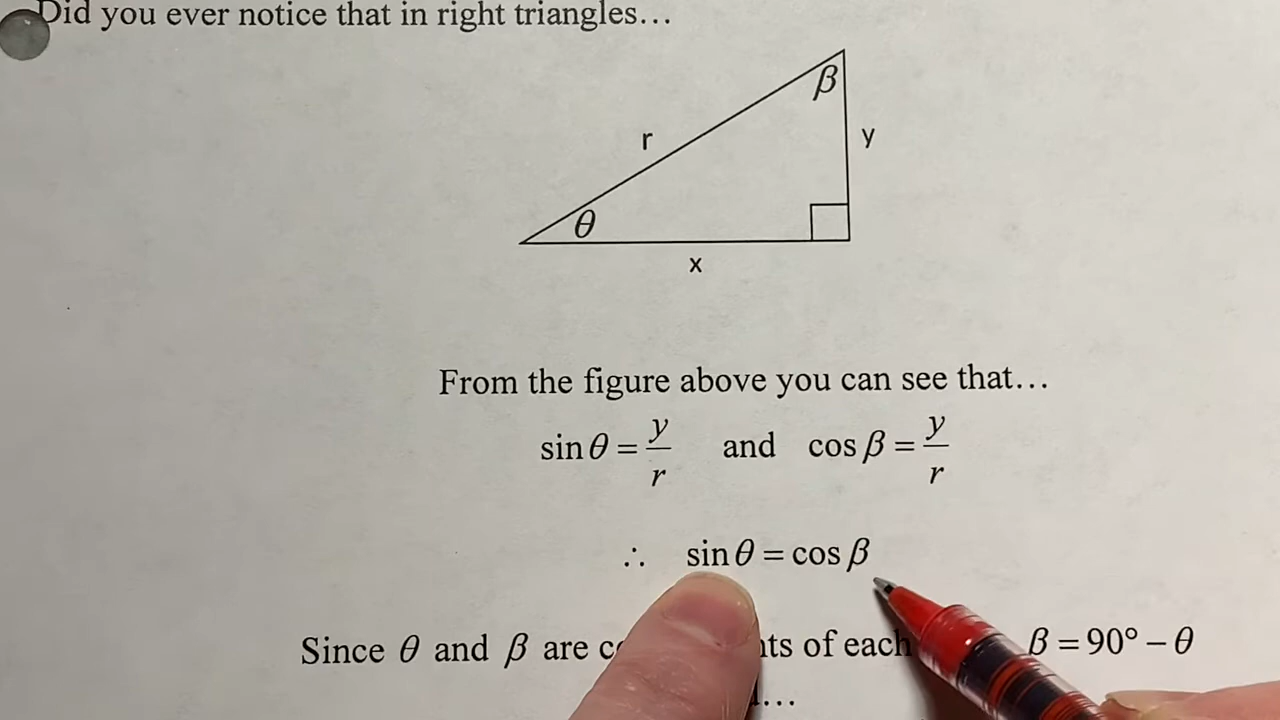 Did you ever notice that in right triangles…
β
r
y
θ
x
From the figure above you can see that…
sin θ = y/r and cos β = y/r
∴ sin θ = cos β
Since θ and β are of each β = 90° − θ